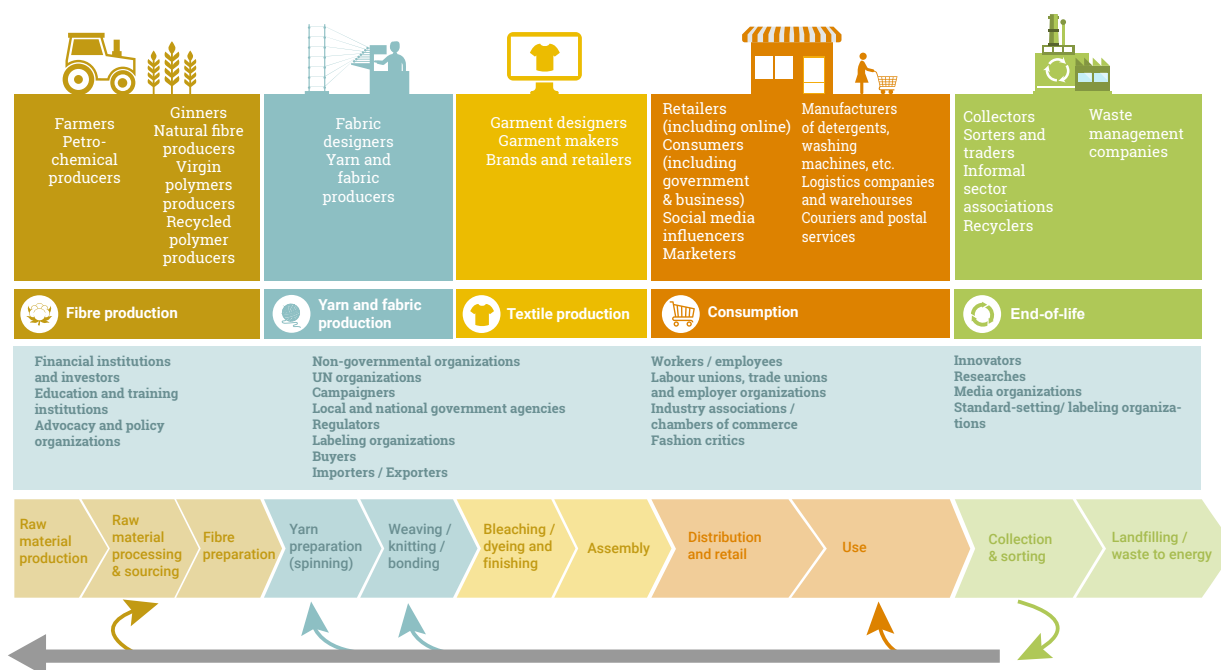 Farmers
Petro-
chemical
producers
Ginners
Natural fibre
producers
Virgin
polymers
producers
Recycled
polymer
producers
Fabric
designers
Yarn and
fabric
producers
Garment designers
Garment makers
Brands and retailers
Retailers
(including online)
Consumers
(including
government
& business)
Social media
influencers
Marketers
Manufacturers
of detergents,
washing
machines, etc.
Logistics companies
and warehourses
Couriers and postal
services
Collectors
Sorters and
traders
Informal
sector
associations
Recyclers
Waste
management
companies
Fibre production
Yarn and fabric
production
Textile production
Consumption
End-of-life
Financial institutions
and investors
Education and training
institutions
Advocacy and policy
organizations
Non-governmental organizations
UN organizations
Campaigners
Local and national government agencies
Regulators
Labeling organizations
Buyers
Importers / Exporters
Workers / employees
Labour unions, trade unions
and employer organizations
Industry associations /
chambers of commerce
Fashion critics
Innovators
Researches
Media organizations
Standard-setting/ labeling organiza-
tions
Raw
material
production
Raw
material
processing
& sourcing
Fibre
preparation
Yarn
preparation
(spinning)
Weaving /
knitting /
bonding
Bleaching /
dyeing and
finishing
Assembly
Distribution
and retail
Use
Collection
& sorting
Landfilling /
waste to energy